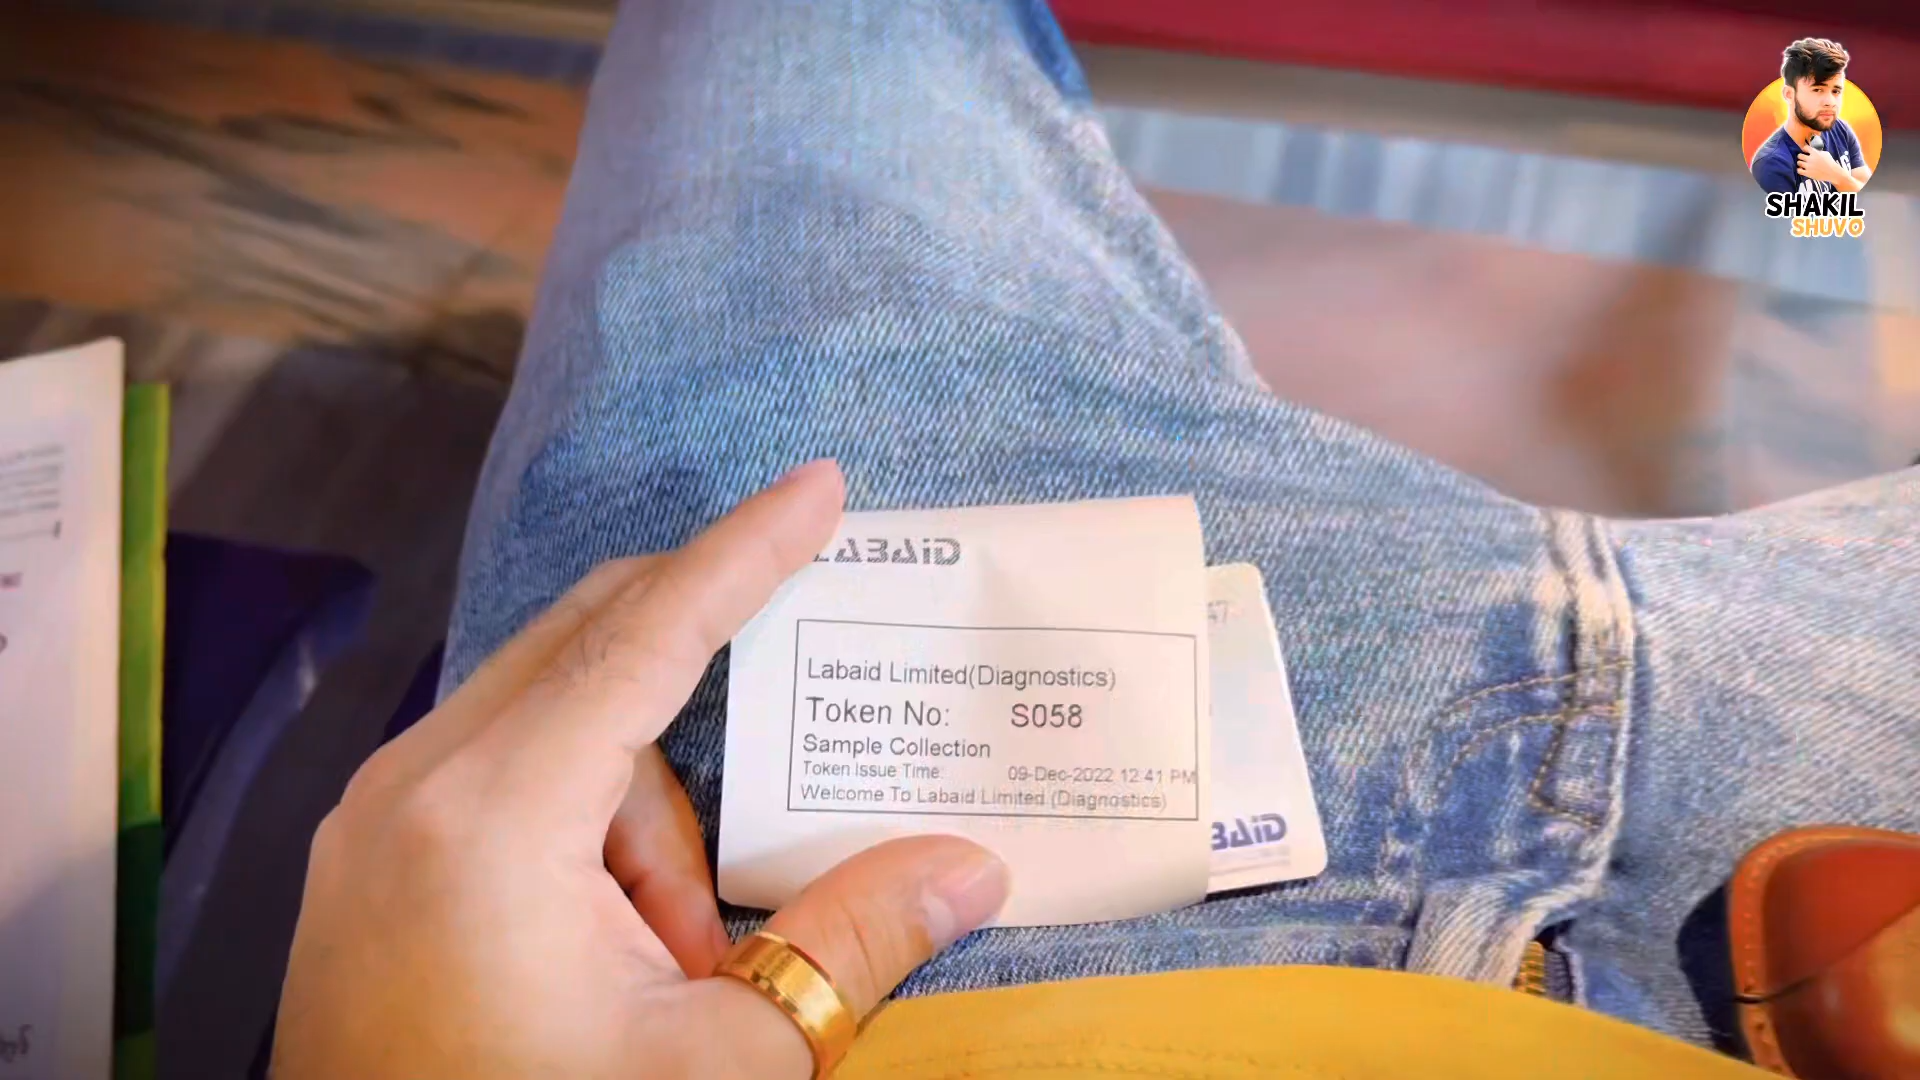 SHAKIL
SHUVO
LABAID
Labaid Limited(Diagnostics)
Token No: S058
Sample Collection
Token Issue Time: 09-Dec-2022 12:41 PM
Welcome To Labaid Limited (Diagnostics)
47
BAID